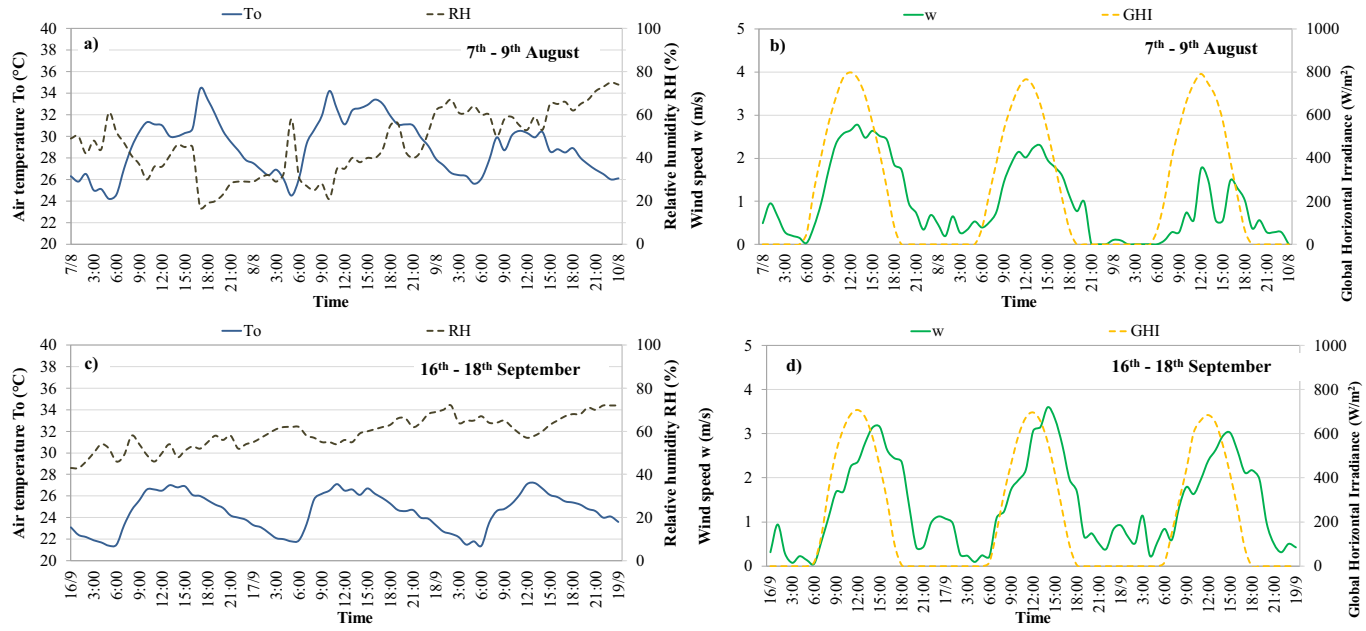 To RH
a)
7th - 9th August
Air temperature To (°C)
40
38
36
34
32
30
28
26
24
22
20
100
80
60
40
20
0
Relative humidity RH (%)
7/8 3:00 6:00 9:00 12:00 15:00 18:00 21:00 8/8 3:00 6:00 9:00 12:00 15:00 18:00 21:00 9/8 3:00 6:00 9:00 12:00 15:00 18:00 21:00 10/8
Time
w GHI
b)
7th - 9th August
Wind speed w (m/s)
5
4
3
2
1
0
1000
800
600
400
200
0
Global Horizontal Irradiance (W/m²)
7/8 3:00 6:00 9:00 12:00 15:00 18:00 21:00 8/8 3:00 6:00 9:00 12:00 15:00 18:00 21:00 9/8 3:00 6:00 9:00 12:00 15:00 18:00 21:00 10/8
Time
To RH
c)
16th - 18th September
Air temperature To (°C)
40
38
36
34
32
30
28
26
24
22
20
100
80
60
40
20
0
Relative humidity RH (%)
16/9 3:00 6:00 9:00 12:00 15:00 18:00 21:00 17/9 3:00 6:00 9:00 12:00 15:00 18:00 21:00 18/9 3:00 6:00 9:00 12:00 15:00 18:00 21:00 19/9
Time
w GHI
d)
16th - 18th September
Wind speed w (m/s)
5
4
3
2
1
0
1000
800
600
400
200
0
Global Horizontal Irradiance (W/m²)
16/9 3:00 6:00 9:00 12:00 15:00 18:00 21:00 17/9 3:00 6:00 9:00 12:00 15:00 18:00 21:00 18/9 3:00 6:00 9:00 12:00 15:00 18:00 21:00 19/9
Time